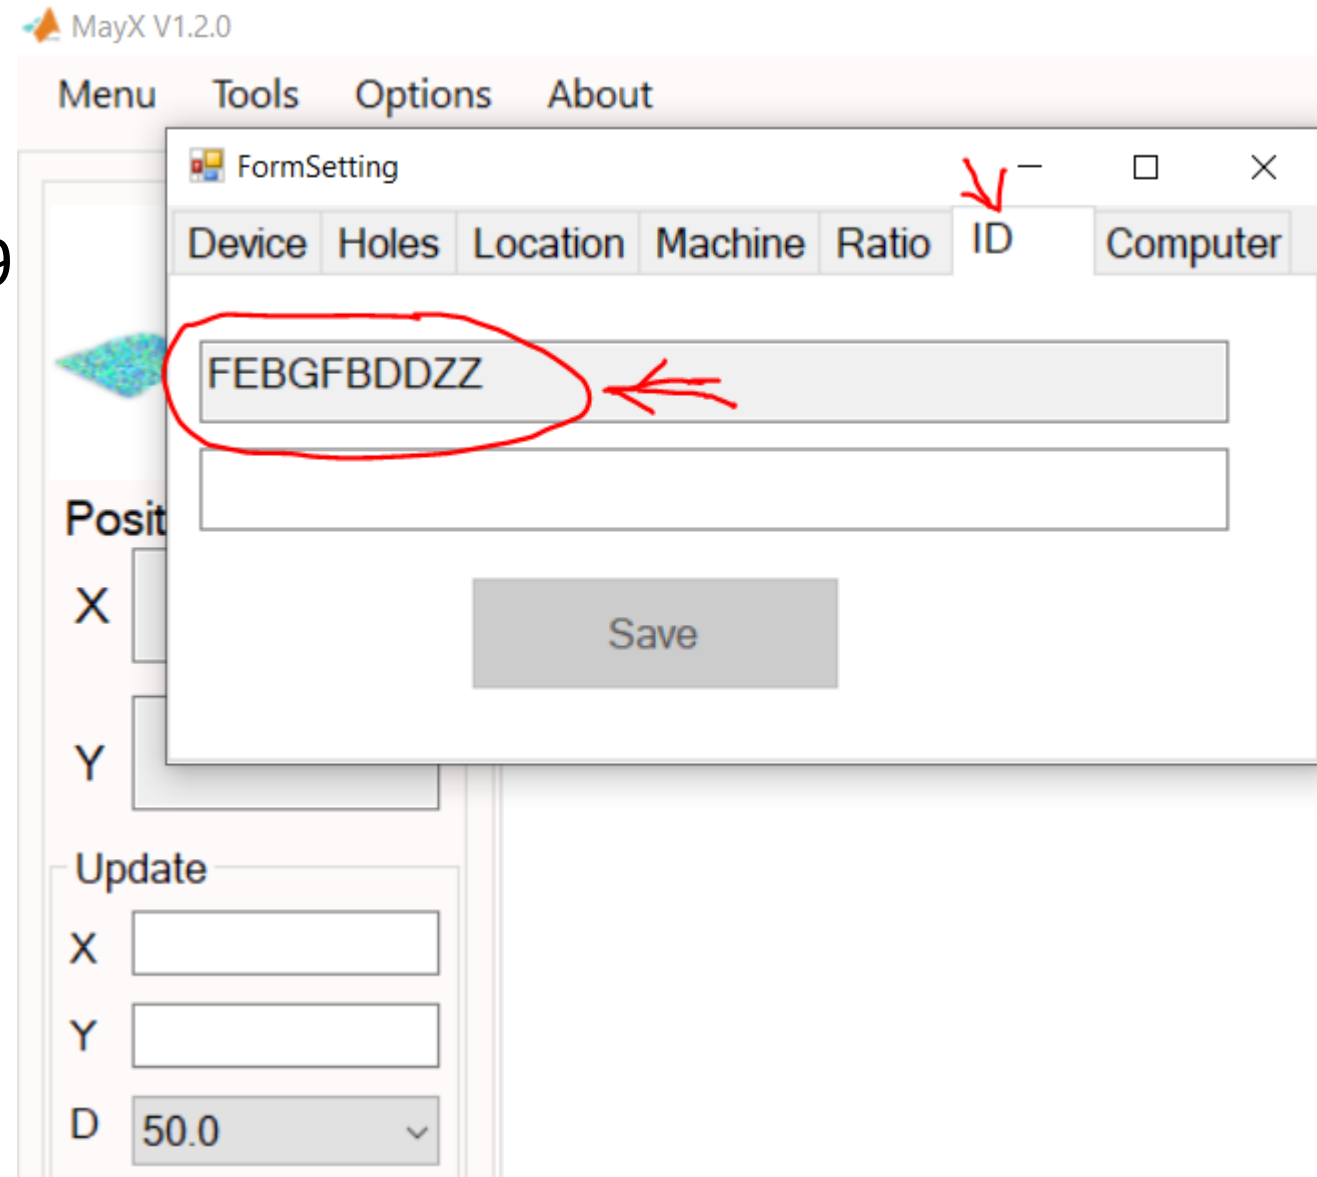 MayX V1.2.0
Menu Tools Options About
FormSetting
Device Holes Location Machine Ratio ID Computer
9
FEBGFBDDZZ
Posit
X
Save
Y
Update
X
Y
D 50.0